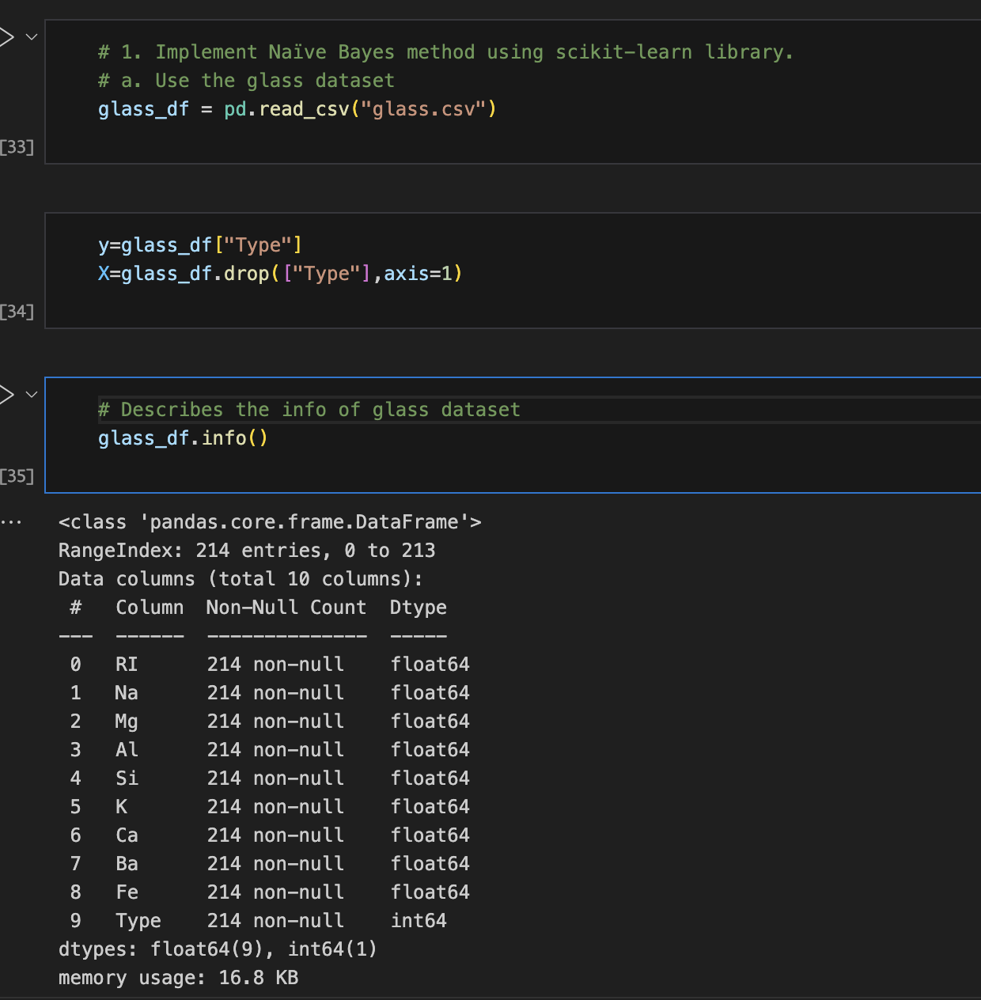 # 1. Implement Naïve Bayes method using scikit-learn library.
# a. Use the glass dataset
glass_df = pd.read_csv("glass.csv")
[33]
y=glass_df["Type"]
X=glass_df.drop(["Type"],axis=1)
[34]
# Describes the info of glass dataset
glass_df.info()
[35]
... <class 'pandas.core.frame.DataFrame'>
RangeIndex: 214 entries, 0 to 213
Data columns (total 10 columns):
 #   Column  Non-Null Count  Dtype
---  ------  --------------  -----
 0   RI      214 non-null    float64
 1   Na      214 non-null    float64
 2   Mg      214 non-null    float64
 3   Al      214 non-null    float64
 4   Si      214 non-null    float64
 5   K       214 non-null    float64
 6   Ca      214 non-null    float64
 7   Ba      214 non-null    float64
 8   Fe      214 non-null    float64
 9   Type    214 non-null    int64
dtypes: float64(9), int64(1)
memory usage: 16.8 KB